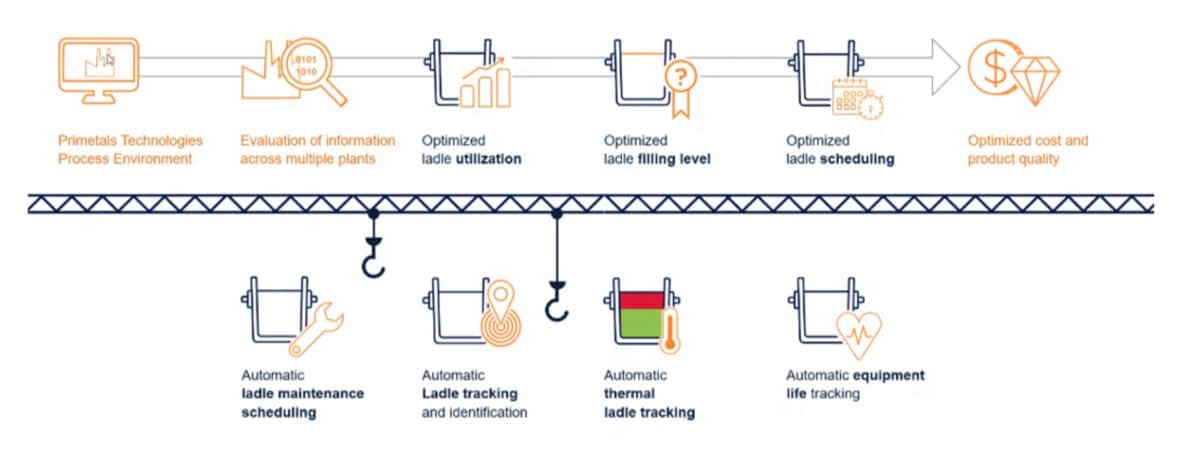 0101
1010
?
$
Primetals Technologies
Process Environment
Evaluation of information
across multiple plants
Optimized
ladle utilization
Optimized
ladle filling level
Optimized
ladle scheduling
Optimized cost and
product quality
Automatic
ladle maintenance
scheduling
Automatic
Ladle tracking
and identification
Automatic
thermal
ladle tracking
Automatic equipment
life tracking